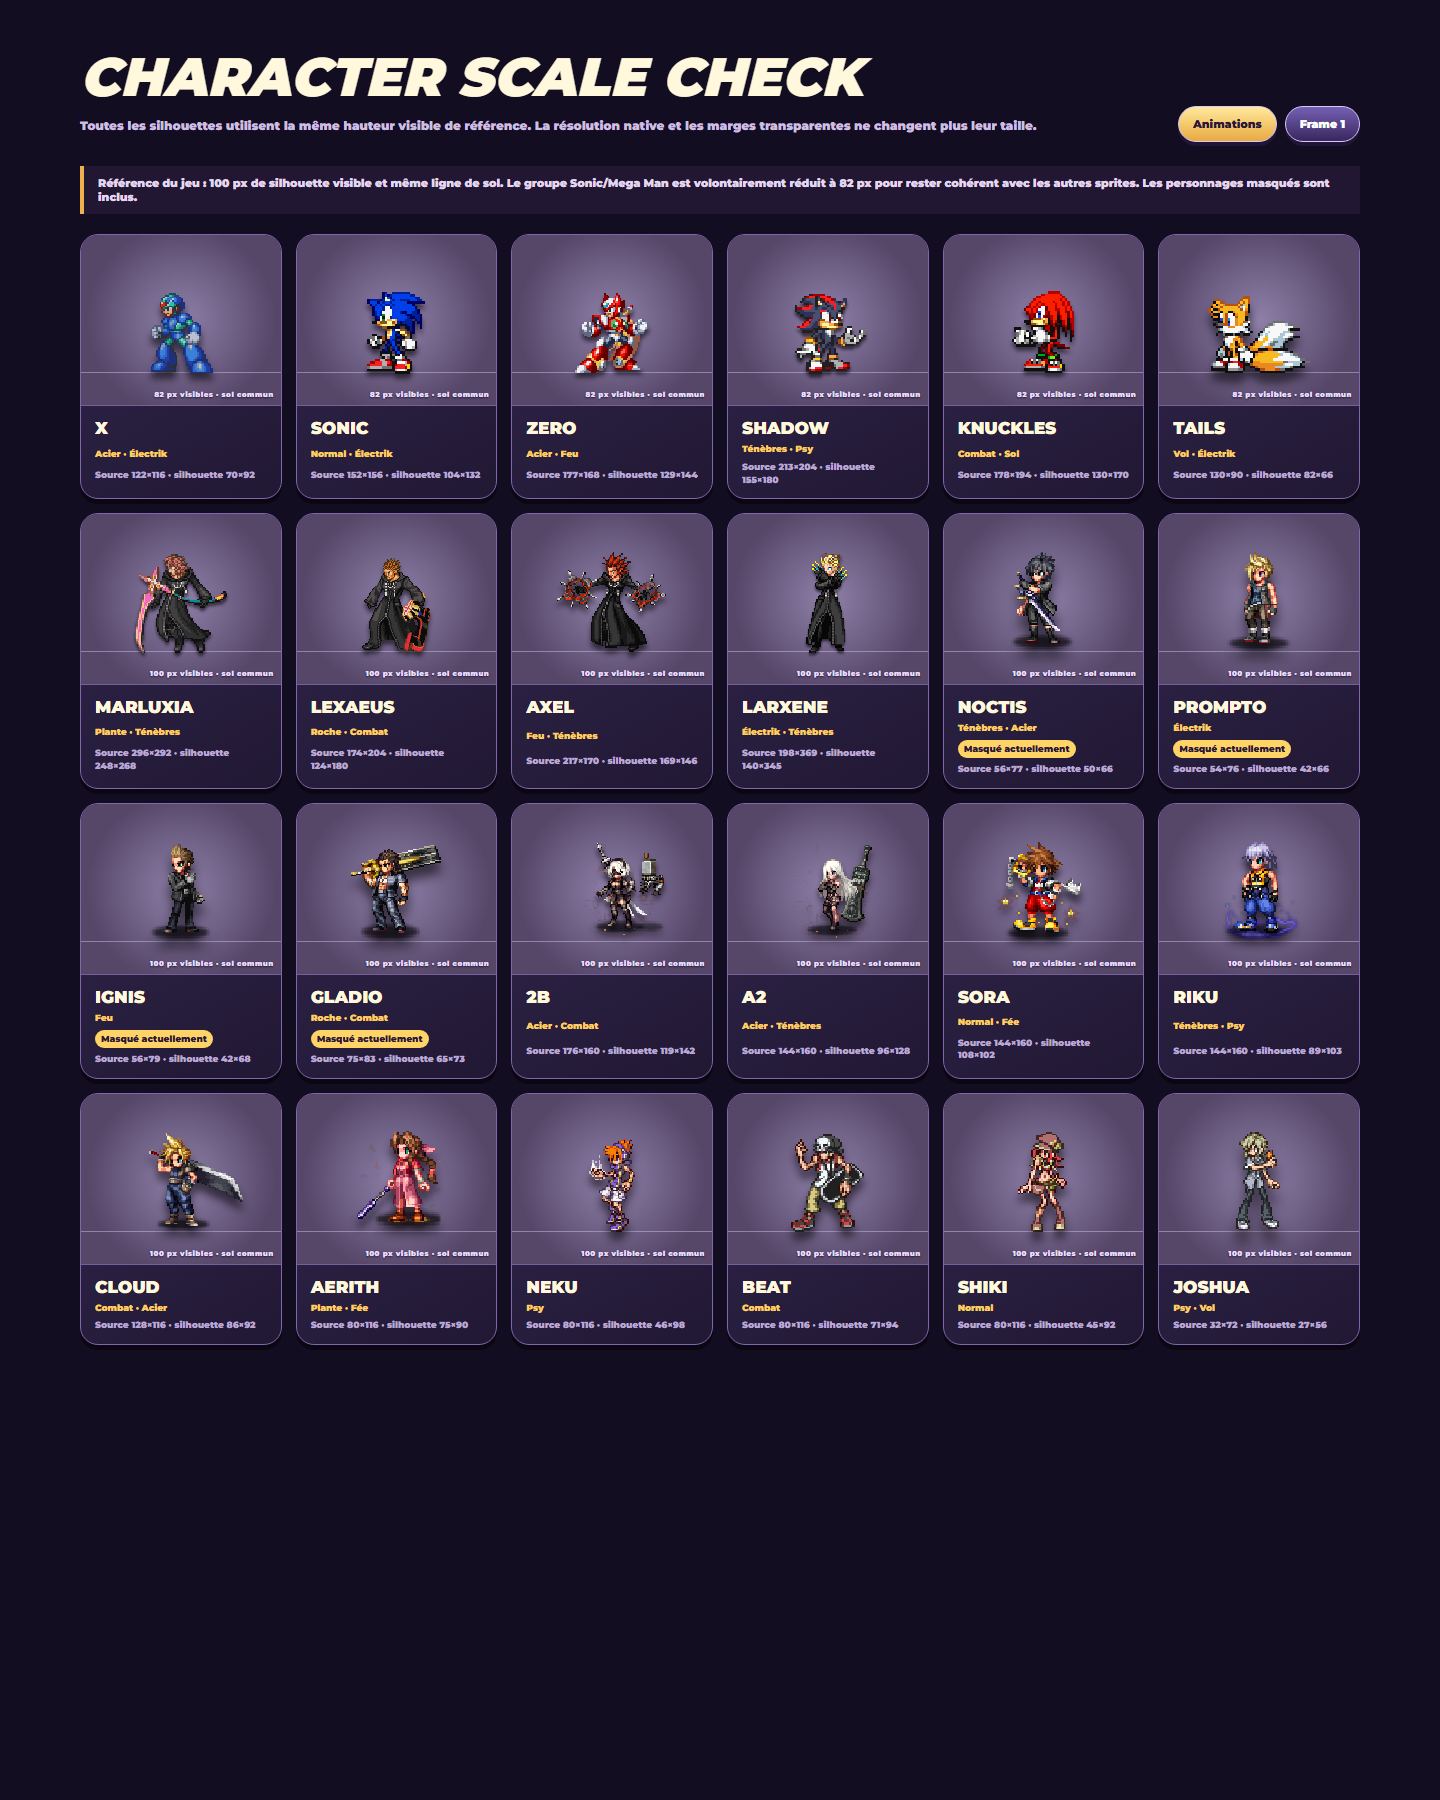 CHARACTER SCALE CHECK
Toutes les silhouettes utilisent la même hauteur visible de référence. La résolution native et les marges transparentes ne changent plus leur taille.
Animations
Frame 1
Référence du jeu : 100 px de silhouette visible et même ligne de sol. Le groupe Sonic/Mega Man est volontairement réduit à 82 px pour rester cohérent avec les autres sprites. Les personnages masqués sont
inclus.
82 px visibles • sol commun
X
Acier • Électrik
Source 122×116 • silhouette 70×92
82 px visibles • sol commun
SONIC
Normal • Électrik
Source 152×156 • silhouette 104×132
82 px visibles • sol commun
ZERO
Acier • Feu
Source 177×168 • silhouette 129×144
82 px visibles • sol commun
SHADOW
Ténèbres • Psy
Source 213×204 • silhouette
155×180
82 px visibles • sol commun
KNUCKLES
Combat • Sol
Source 178×194 • silhouette 130×170
82 px visibles • sol commun
TAILS
Vol • Électrik
Source 130×90 • silhouette 82×66
100 px visibles • sol commun
MARLUXIA
Plante • Ténèbres
Source 296×292 • silhouette
248×268
100 px visibles • sol commun
LEXAEUS
Roche • Combat
Source 174×204 • silhouette
124×180
100 px visibles • sol commun
AXEL
Feu • Ténèbres
Source 217×170 • silhouette 169×146
100 px visibles • sol commun
LARXENE
Électrik • Ténèbres
Source 198×369 • silhouette
140×345
100 px visibles • sol commun
NOCTIS
Ténèbres • Acier
Masqué actuellement
Source 56×77 • silhouette 50×66
100 px visibles • sol commun
PROMPTO
Électrik
Masqué actuellement
Source 54×76 • silhouette 42×66
100 px visibles • sol commun
IGNIS
Feu
Masqué actuellement
Source 56×79 • silhouette 42×68
100 px visibles • sol commun
GLADIO
Roche • Combat
Masqué actuellement
Source 75×83 • silhouette 65×73
100 px visibles • sol commun
2B
Acier • Combat
Source 176×160 • silhouette 119×142
100 px visibles • sol commun
A2
Acier • Ténèbres
Source 144×160 • silhouette 96×128
100 px visibles • sol commun
SORA
Normal • Fée
Source 144×160 • silhouette
108×102
100 px visibles • sol commun
RIKU
Ténèbres • Psy
Source 144×160 • silhouette 89×103
100 px visibles • sol commun
CLOUD
Combat • Acier
Source 128×116 • silhouette 86×92
100 px visibles • sol commun
AERITH
Plante • Fée
Source 80×116 • silhouette 75×90
100 px visibles • sol commun
NEKU
Psy
Source 80×116 • silhouette 46×98
100 px visibles • sol commun
BEAT
Combat
Source 80×116 • silhouette 71×94
100 px visibles • sol commun
SHIKI
Normal
Source 80×116 • silhouette 45×92
100 px visibles • sol commun
JOSHUA
Psy • Vol
Source 32×72 • silhouette 27×56